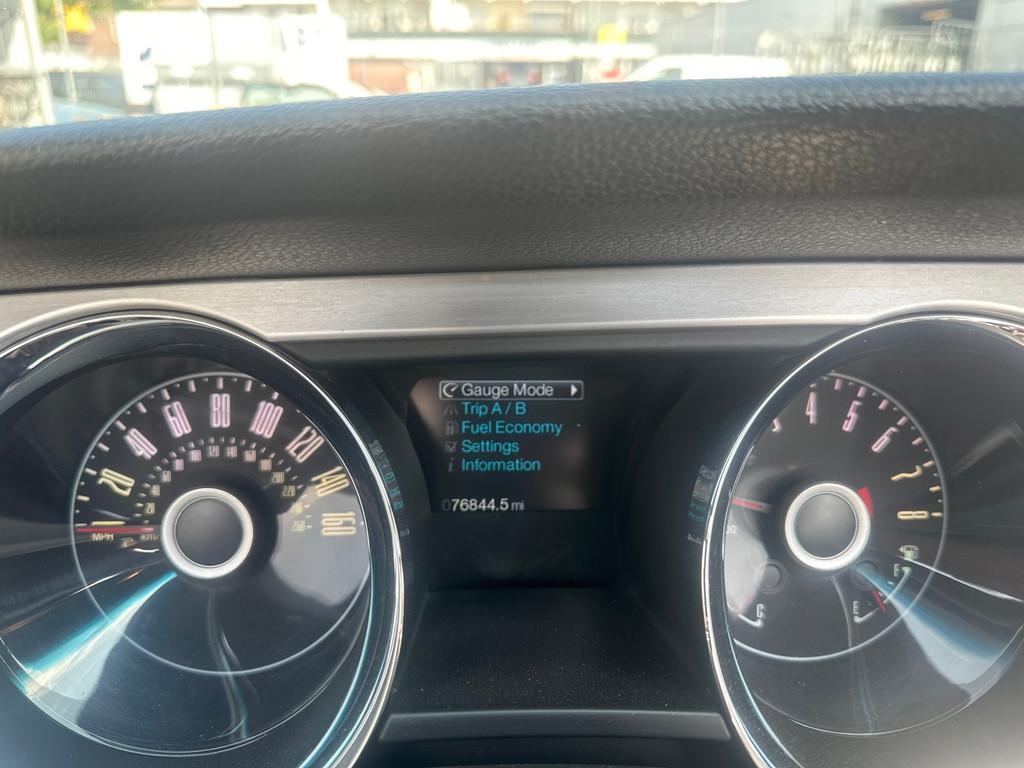 Gauge Mode
Trip A / B
Fuel Economy
Settings
Information
076844.5 mi
20
40
60
80
100
120
140
160
MPH
4
5
6
7
8
C
E